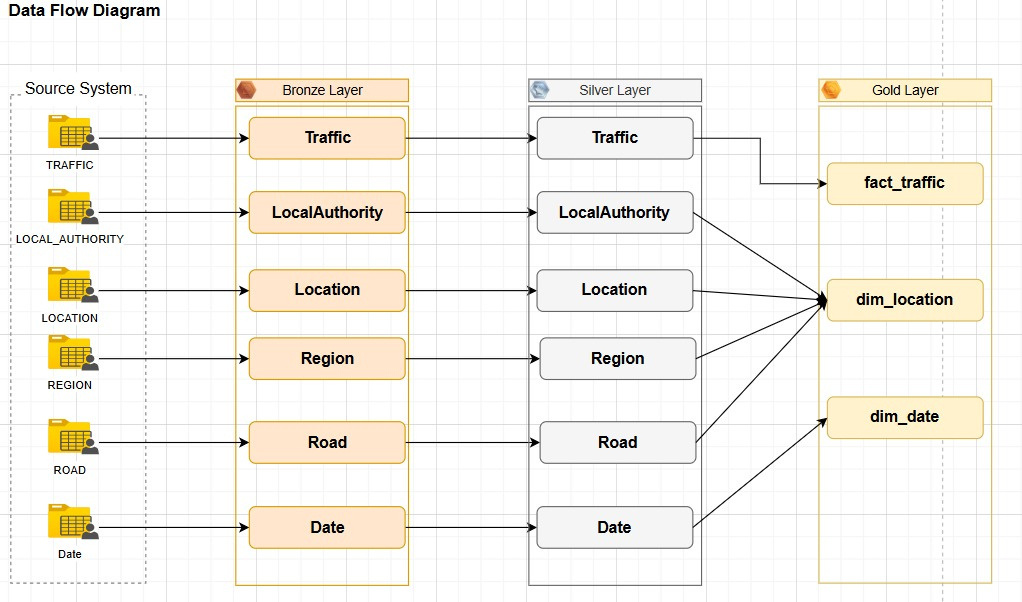 Data Flow Diagram
Source System
Bronze Layer
Silver Layer
Gold Layer
TRAFFIC
Traffic
Traffic
fact_traffic
LOCAL_AUTHORITY
LocalAuthority
LocalAuthority
LOCATION
Location
Location
dim_location
REGION
Region
Region
ROAD
Road
Road
dim_date
Date
Date
Date